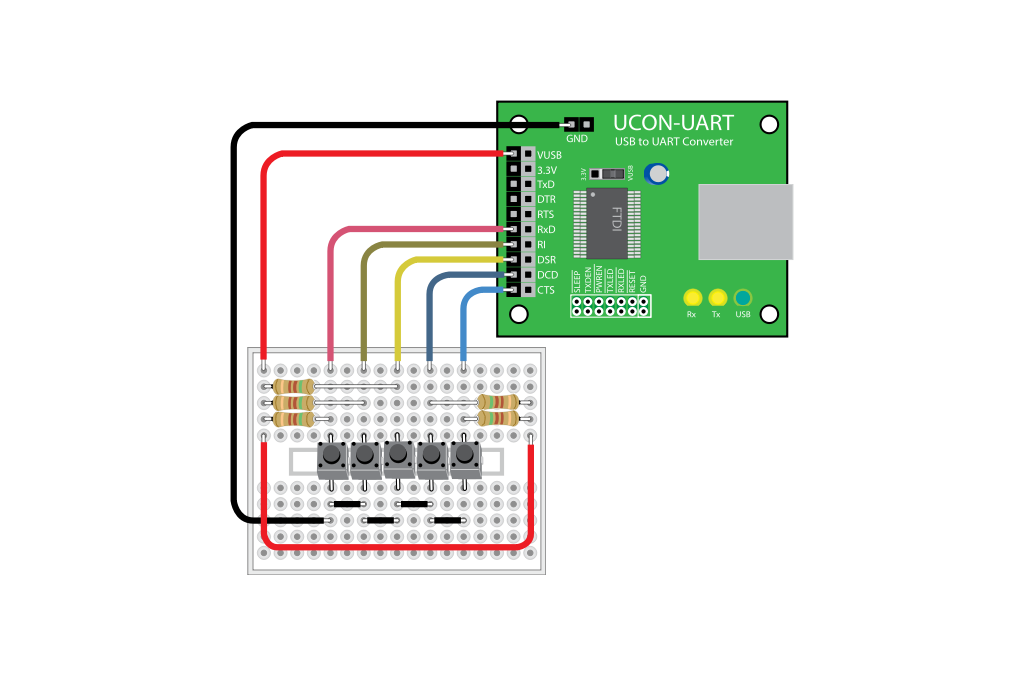 UCON-UART
USB to UART Converter
GND
VUSB
3.3V
TxD
DTR
RTS
RxD
RI
DSR
DCD
CTS
3.3V
VUSB
FTDI
SLEEP
TXDEN
PWREN
TXLED
RXLED
RESET
GND
Rx
Tx
USB